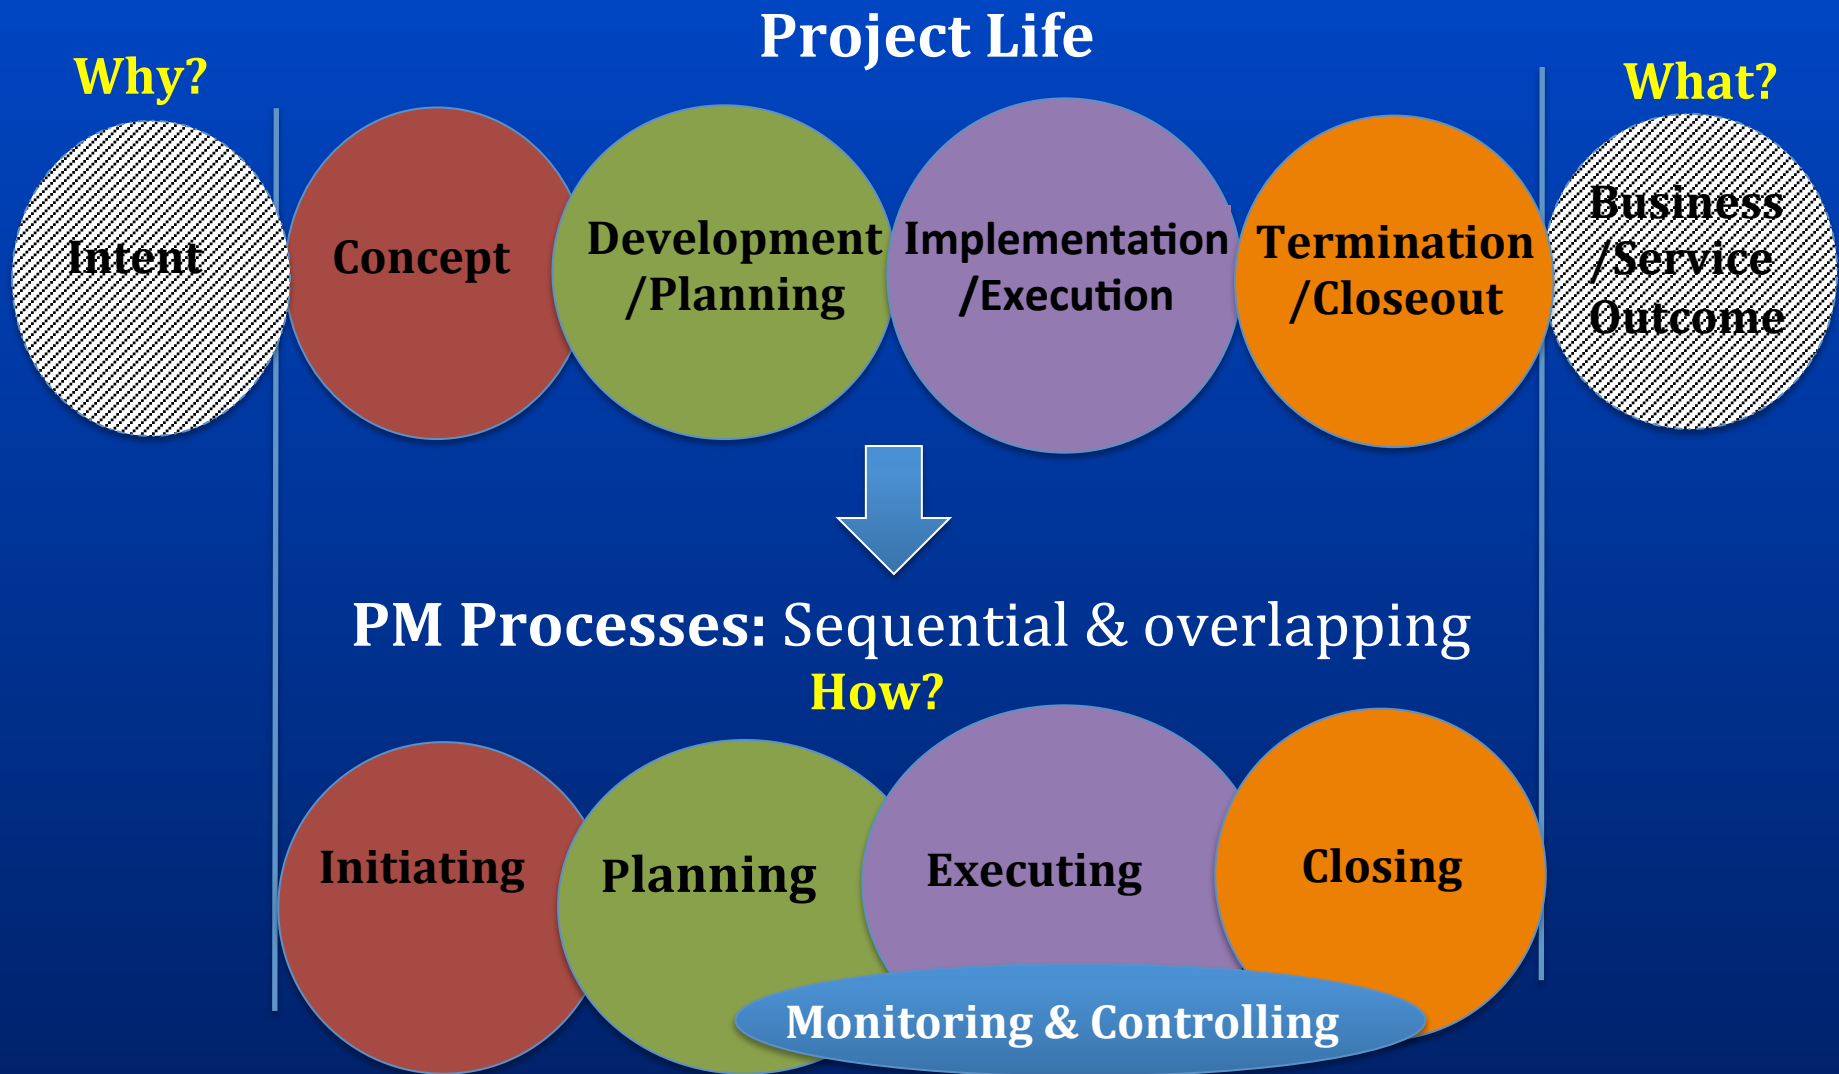 Project Life
Why?
What?
Intent
Concept
Development
/Planning
Implementation
/Execution
Termination
/Closeout
Business
/Service
Outcome
PM Processes: Sequential & overlapping
How?
Initiating
Planning
Executing
Closing
Monitoring & Controlling